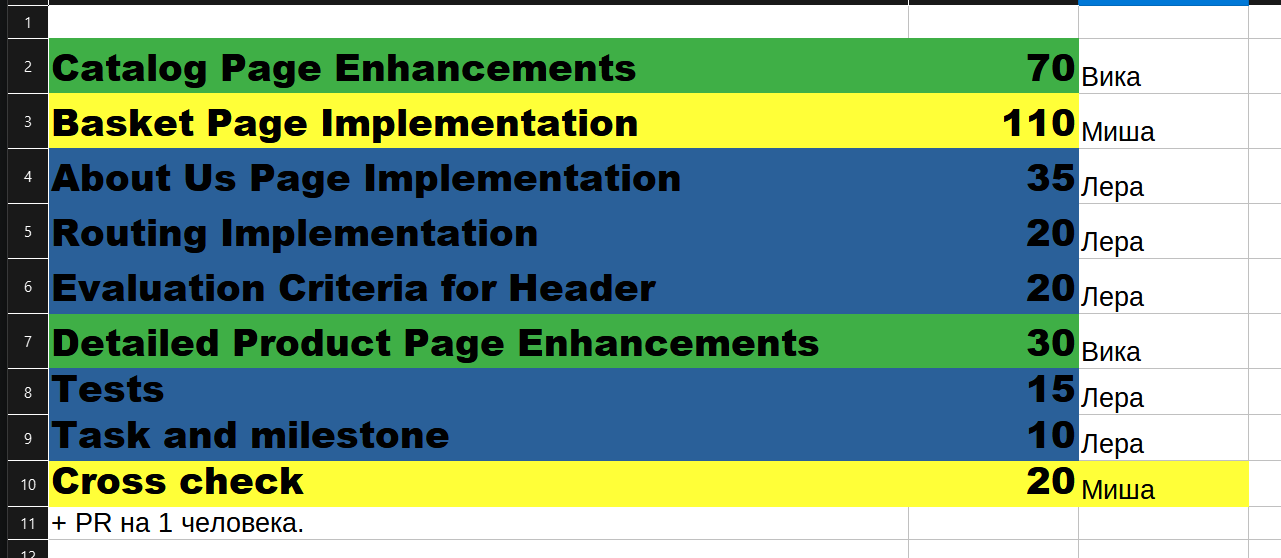 1
2 Catalog Page Enhancements 70 Вика
3 Basket Page Implementation 110 Миша
4 About Us Page Implementation 35 Лера
5 Routing Implementation 20 Лера
6 Evaluation Criteria for Header 20 Лера
7 Detailed Product Page Enhancements 30 Вика
8 Tests 15 Лера
9 Task and milestone 10 Лера
10 Cross check 20 Миша
11 + PR на 1 человека.
12